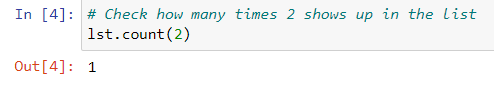 In [4]: # Check how many times 2 shows up in the list
lst.count(2)
Out[4]: 1